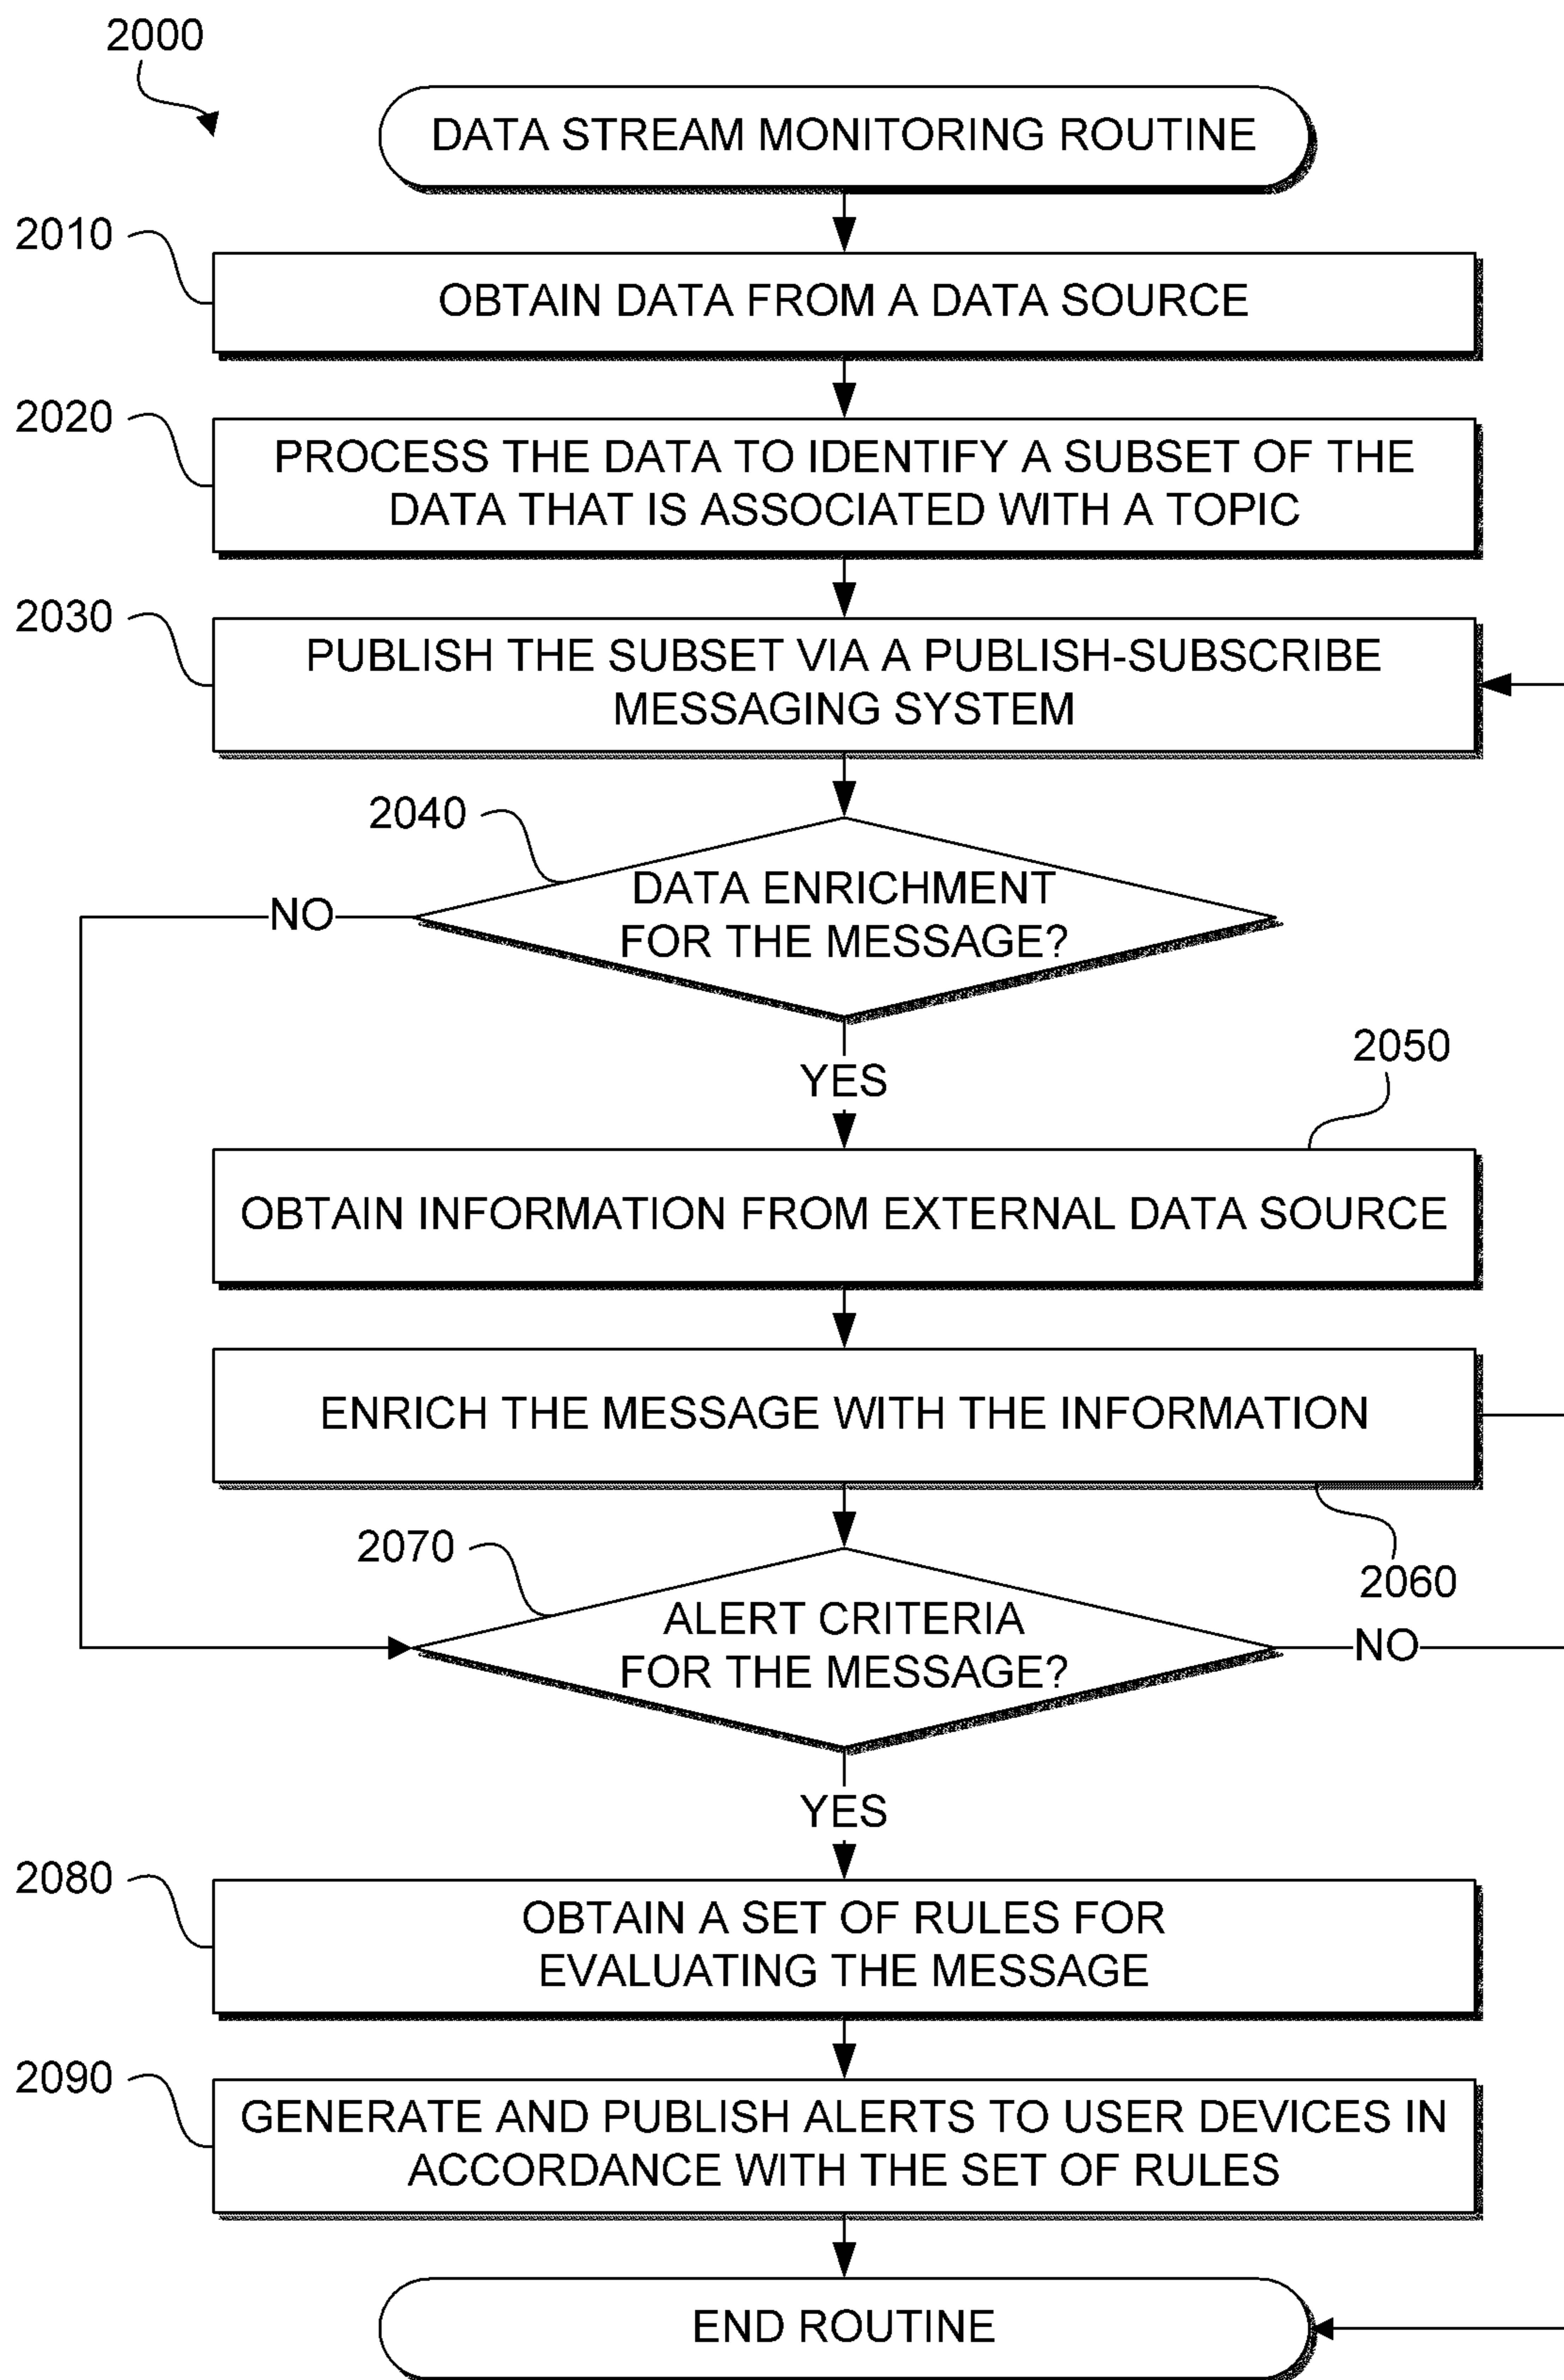 2000
DATA STREAM MONITORING ROUTINE
2010
OBTAIN DATA FROM A DATA SOURCE
2020
PROCESS THE DATA TO IDENTIFY A SUBSET OF THE
DATA THAT IS ASSOCIATED WITH A TOPIC
2030
PUBLISH THE SUBSET VIA A PUBLISH-SUBSCRIBE
MESSAGING SYSTEM
2040
DATA ENRICHMENT
FOR THE MESSAGE?
NO
YES
2050
OBTAIN INFORMATION FROM EXTERNAL DATA SOURCE
ENRICH THE MESSAGE WITH THE INFORMATION
2060
2070
ALERT CRITERIA
FOR THE MESSAGE?
NO
YES
2080
OBTAIN A SET OF RULES FOR
EVALUATING THE MESSAGE
2090
GENERATE AND PUBLISH ALERTS TO USER DEVICES IN
ACCORDANCE WITH THE SET OF RULES
END ROUTINE